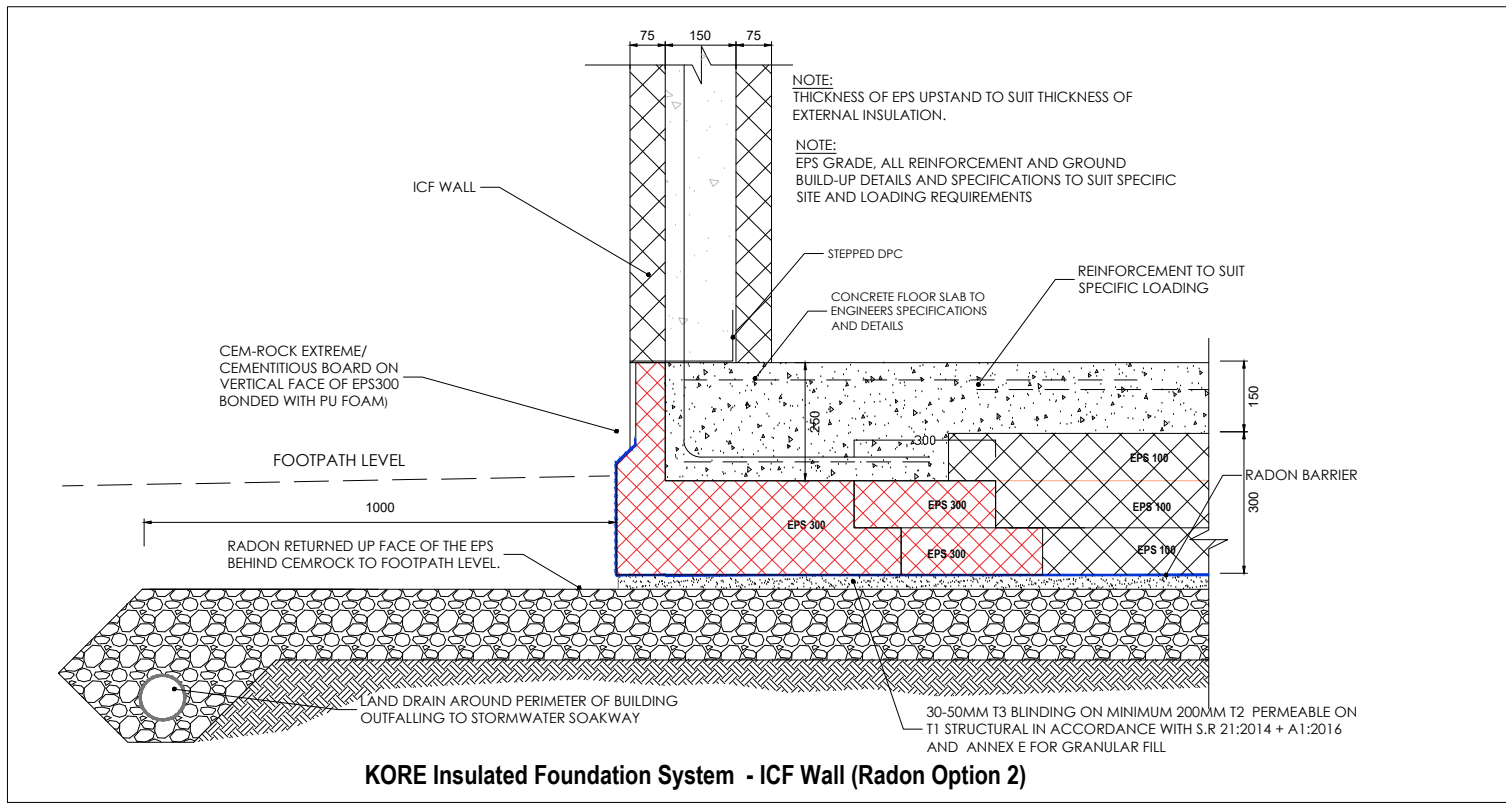 75
150
75
NOTE:
THICKNESS OF EPS UPSTAND TO SUIT THICKNESS OF
EXTERNAL INSULATION.
NOTE:
EPS GRADE, ALL REINFORCEMENT AND GROUND
BUILD-UP DETAILS AND SPECIFICATIONS TO SUIT SPECIFIC
SITE AND LOADING REQUIREMENTS
ICF WALL
STEPPED DPC
REINFORCEMENT TO SUIT
SPECIFIC LOADING
CONCRETE FLOOR SLAB TO
ENGINEERS SPECIFICATIONS
AND DETAILS
CEM-ROCK EXTREME/
CEMENTITIOUS BOARD ON
VERTICAL FACE OF EPS300
BONDED WITH PU FOAM)
150
250
300
FOOTPATH LEVEL
EPS 100
RADON BARRIER
1000
EPS 300
EPS 300
EPS 100
300
RADON RETURNED UP FACE OF THE EPS
BEHIND CEMROCK TO FOOTPATH LEVEL.
EPS 300
EPS 100
LAND DRAIN AROUND PERIMETER OF BUILDING
OUTFALLING TO STORMWATER SOAKWAY
30-50MM T3 BLINDING ON MINIMUM 200MM T2 PERMEABLE ON
T1 STRUCTURAL IN ACCORDANCE WITH S.R 21:2014 + A1:2016
AND ANNEX E FOR GRANULAR FILL
KORE Insulated Foundation System - ICF Wall (Radon Option 2)